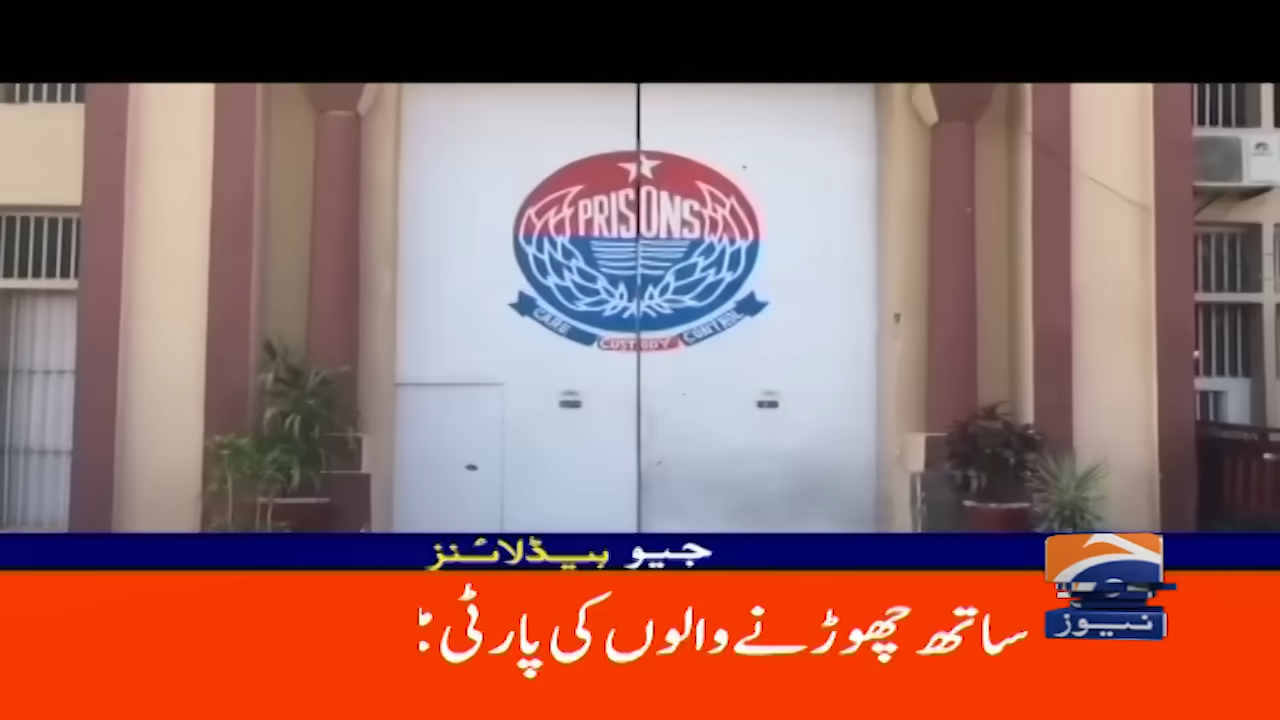 PRISONS
CARE CUSTODY CONTROL
جیو ہیڈلائنز
ساتھ چھوڑنے والوں کی پارٹی:
نیوز